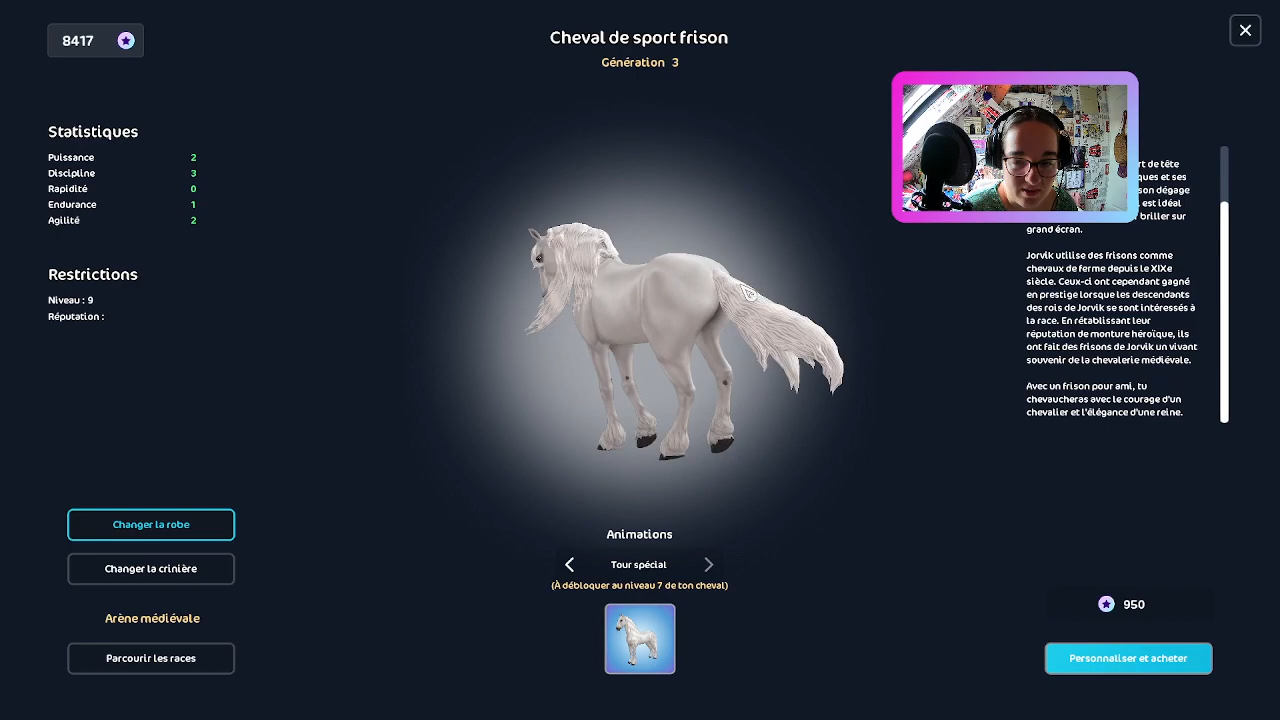 8417
Cheval de sport frison
Génération 3
Statistiques
Puissance 2
Discipline 3
Rapidité 0
Endurance 1
Agilité 2
Restrictions
Niveau : 9
Réputation :
de tête
et ses
dégage
est idéal
briller sur
grand écran.
Jorvik utilise des frisons comme
chevaux de ferme depuis le XIXe
siècle. Ceux-ci ont cependant gagné
en prestige lorsque les descendants
des rois de Jorvik se sont intéressés à
la race. En rétablissant leur
réputation de monture héroïque, ils
ont fait des frisons de Jorvik un vivant
souvenir de la chevalerie médiévale.
Avec un frison pour ami, tu
chevaucheras avec le courage d'un
chevalier et l'élégance d'une reine.
Changer la robe
Changer la crinière
Arène médiévale
Parcourir les races
Animations
Tour spécial
(À débloquer au niveau 7 de ton cheval)
950
Personnaliser et acheter